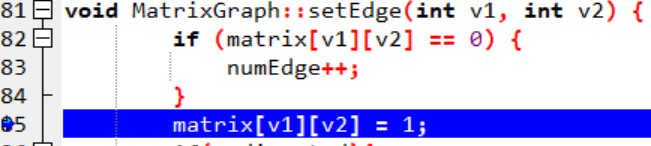 81 void MatrixGraph::setEdge(int v1, int v2) {
82 if (matrix[v1][v2] == 0) {
83 numEdge++;
84 }
5 matrix[v1][v2] = 1;